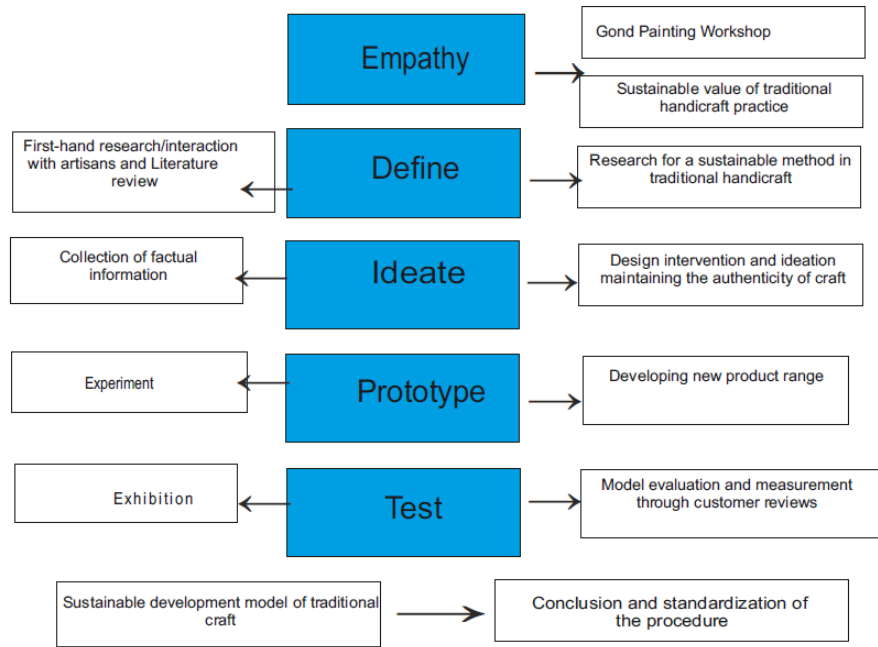 Empathy
Gond Painting Workshop
Sustainable value of traditional
handicraft practice
First-hand research/interaction
with artisans and Literature
review
Define
Research for a sustainable method in
traditional handicraft
Collection of factual
information
Ideate
Design intervention and ideation
maintaining the authenticity of craft
Experiment
Prototype
Developing new product range
Exhibition
Test
Model evaluation and measurement
through customer reviews
Sustainable development model of traditional
craft
Conclusion and standardization of
the procedure